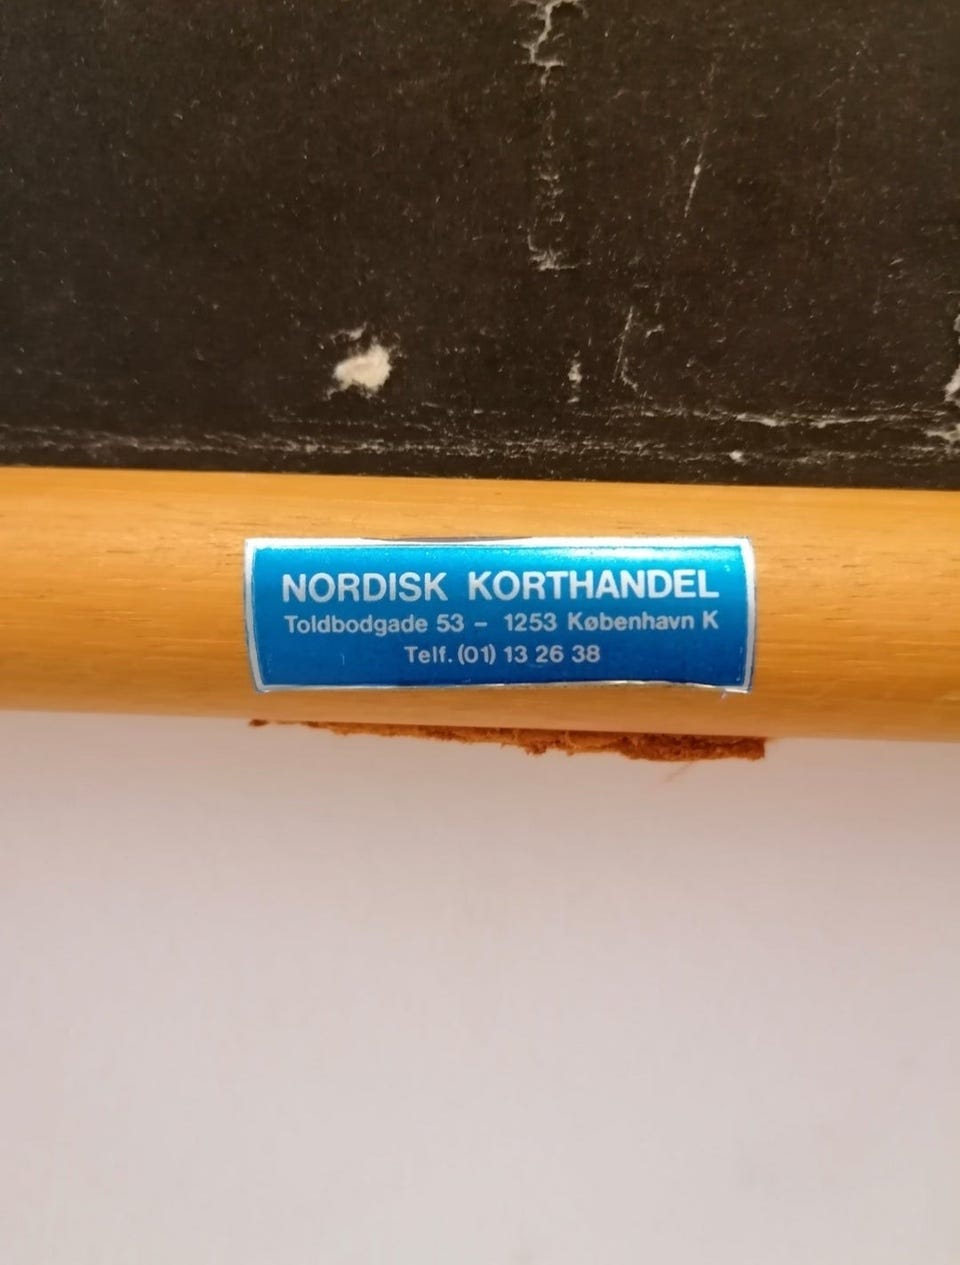 NORDISK KORTHANDEL
Toldbodgade 53 – 1253 København K
Telf. (01) 13 26 38